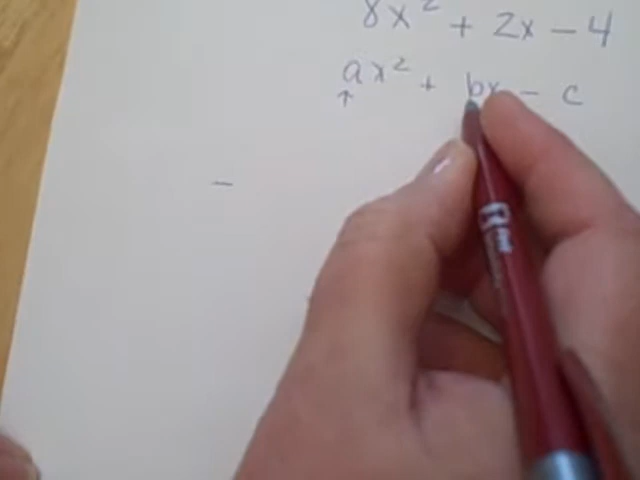 8x² + 2x - 4
ax² + bx - c
↑
-